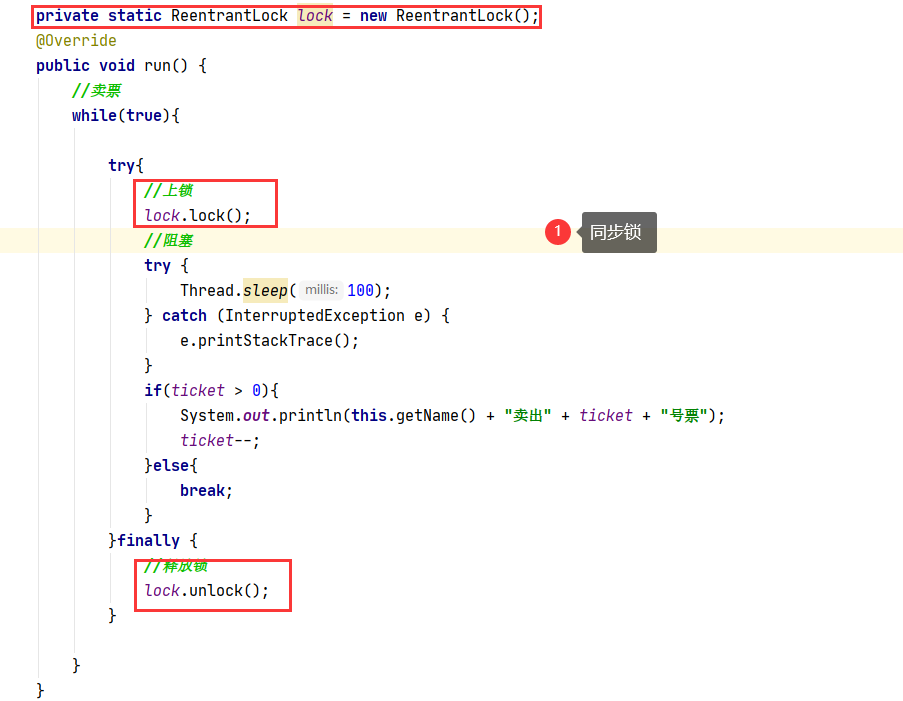 private static ReentrantLock lock = new ReentrantLock();
@Override
public void run() {
//卖票
while(true){
try{
//上锁
lock.lock();
1 同步锁
//阻塞
try {
Thread.sleep( millis: 100);
} catch (InterruptedException e) {
e.printStackTrace();
}
if(ticket > 0){
System.out.println(this.getName() + "卖出" + ticket + "号票");
ticket--;
}else{
break;
}
}finally {
//释放锁
lock.unlock();
}
}
}